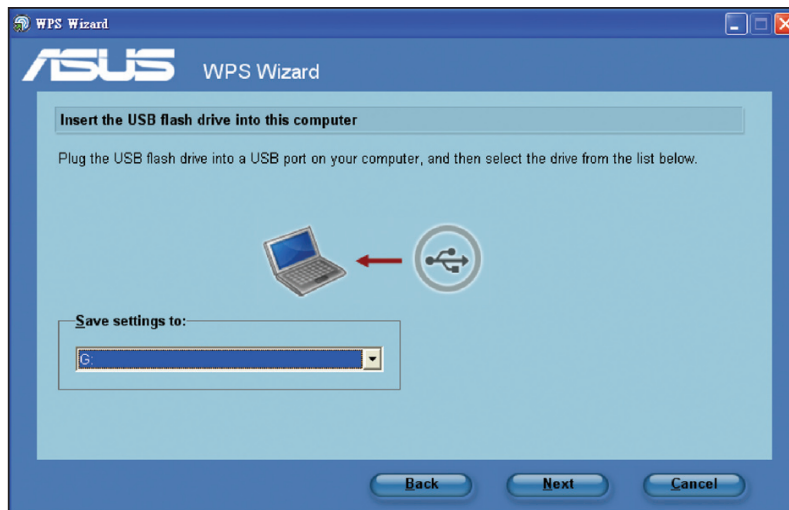 WPS Wizard
ASUS WPS Wizard
Insert the USB flash drive into this computer
Plug the USB flash drive into a USB port on your computer, and then select the drive from the list below.
Save settings to:
G:
Back Next Cancel